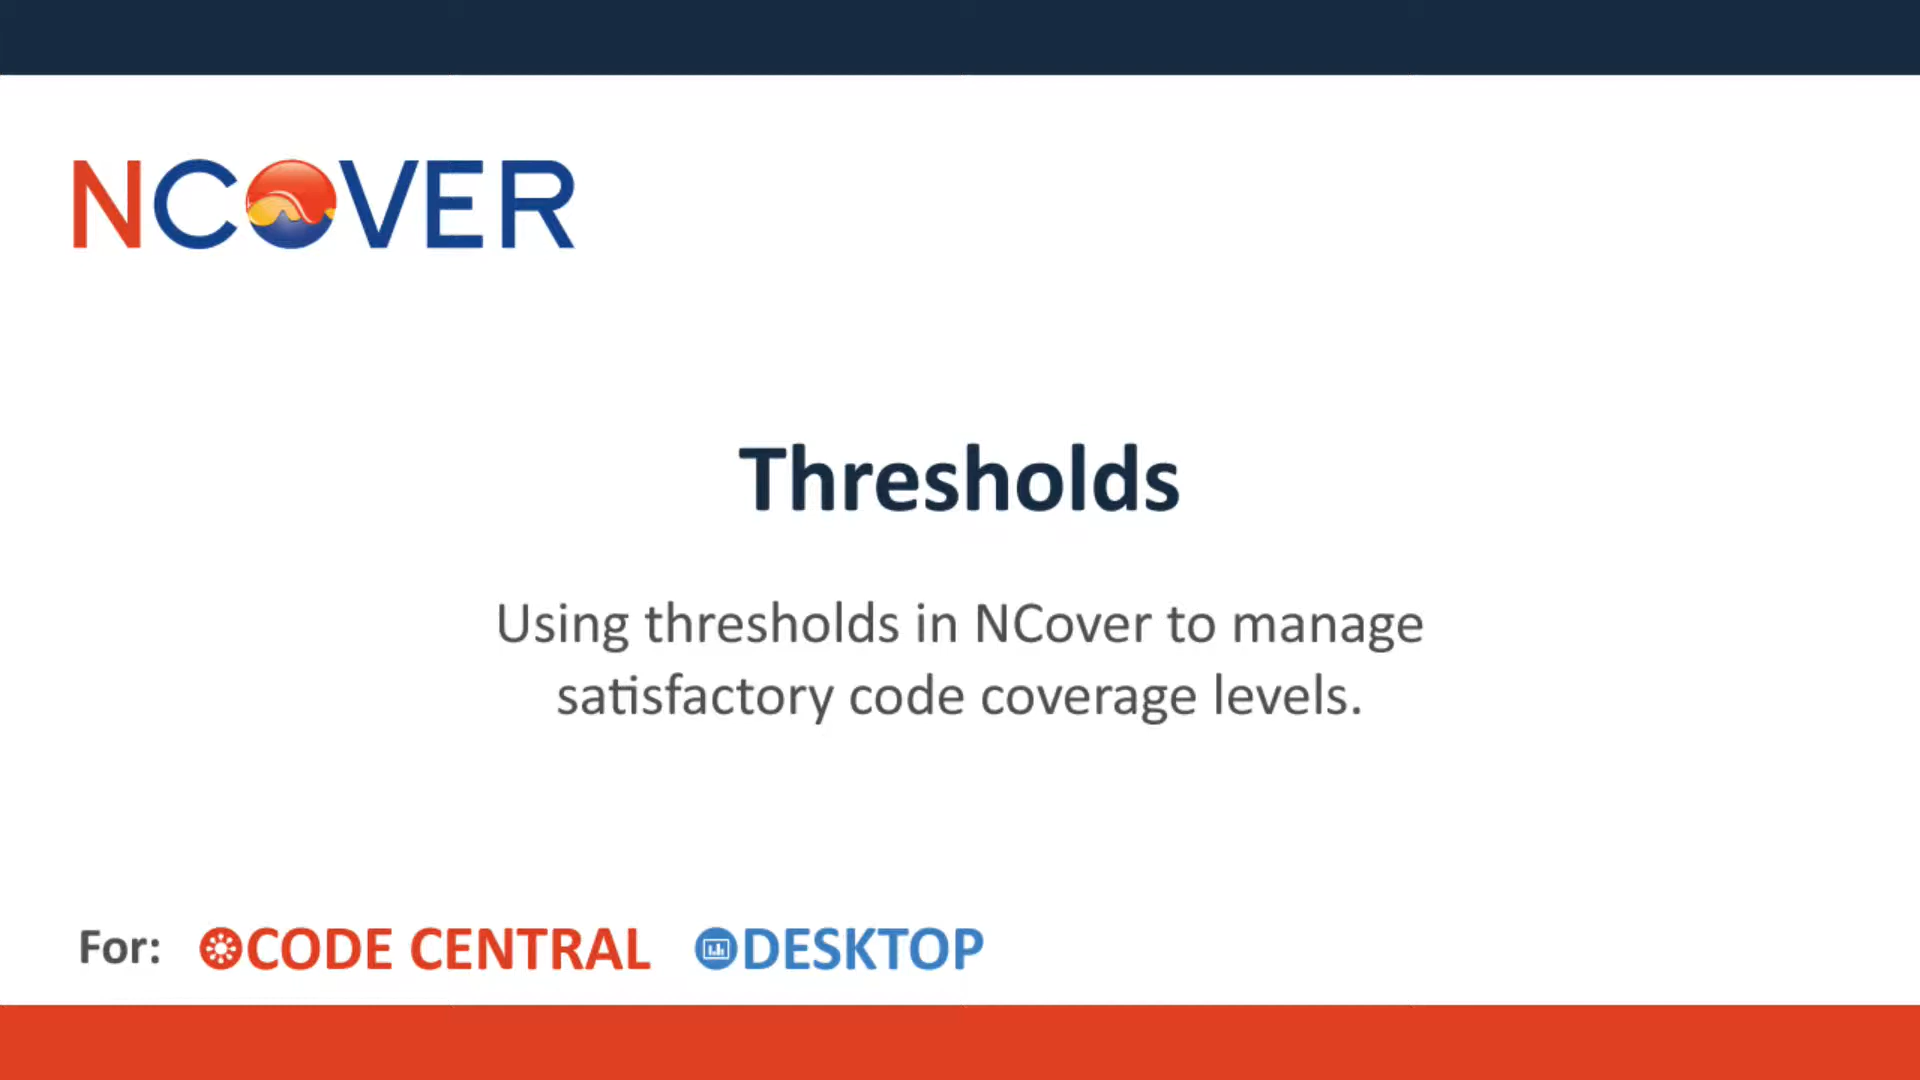 NCOVER
Thresholds
Using thresholds in NCover to manage
satisfactory code coverage levels.
For: CODE CENTRAL DESKTOP